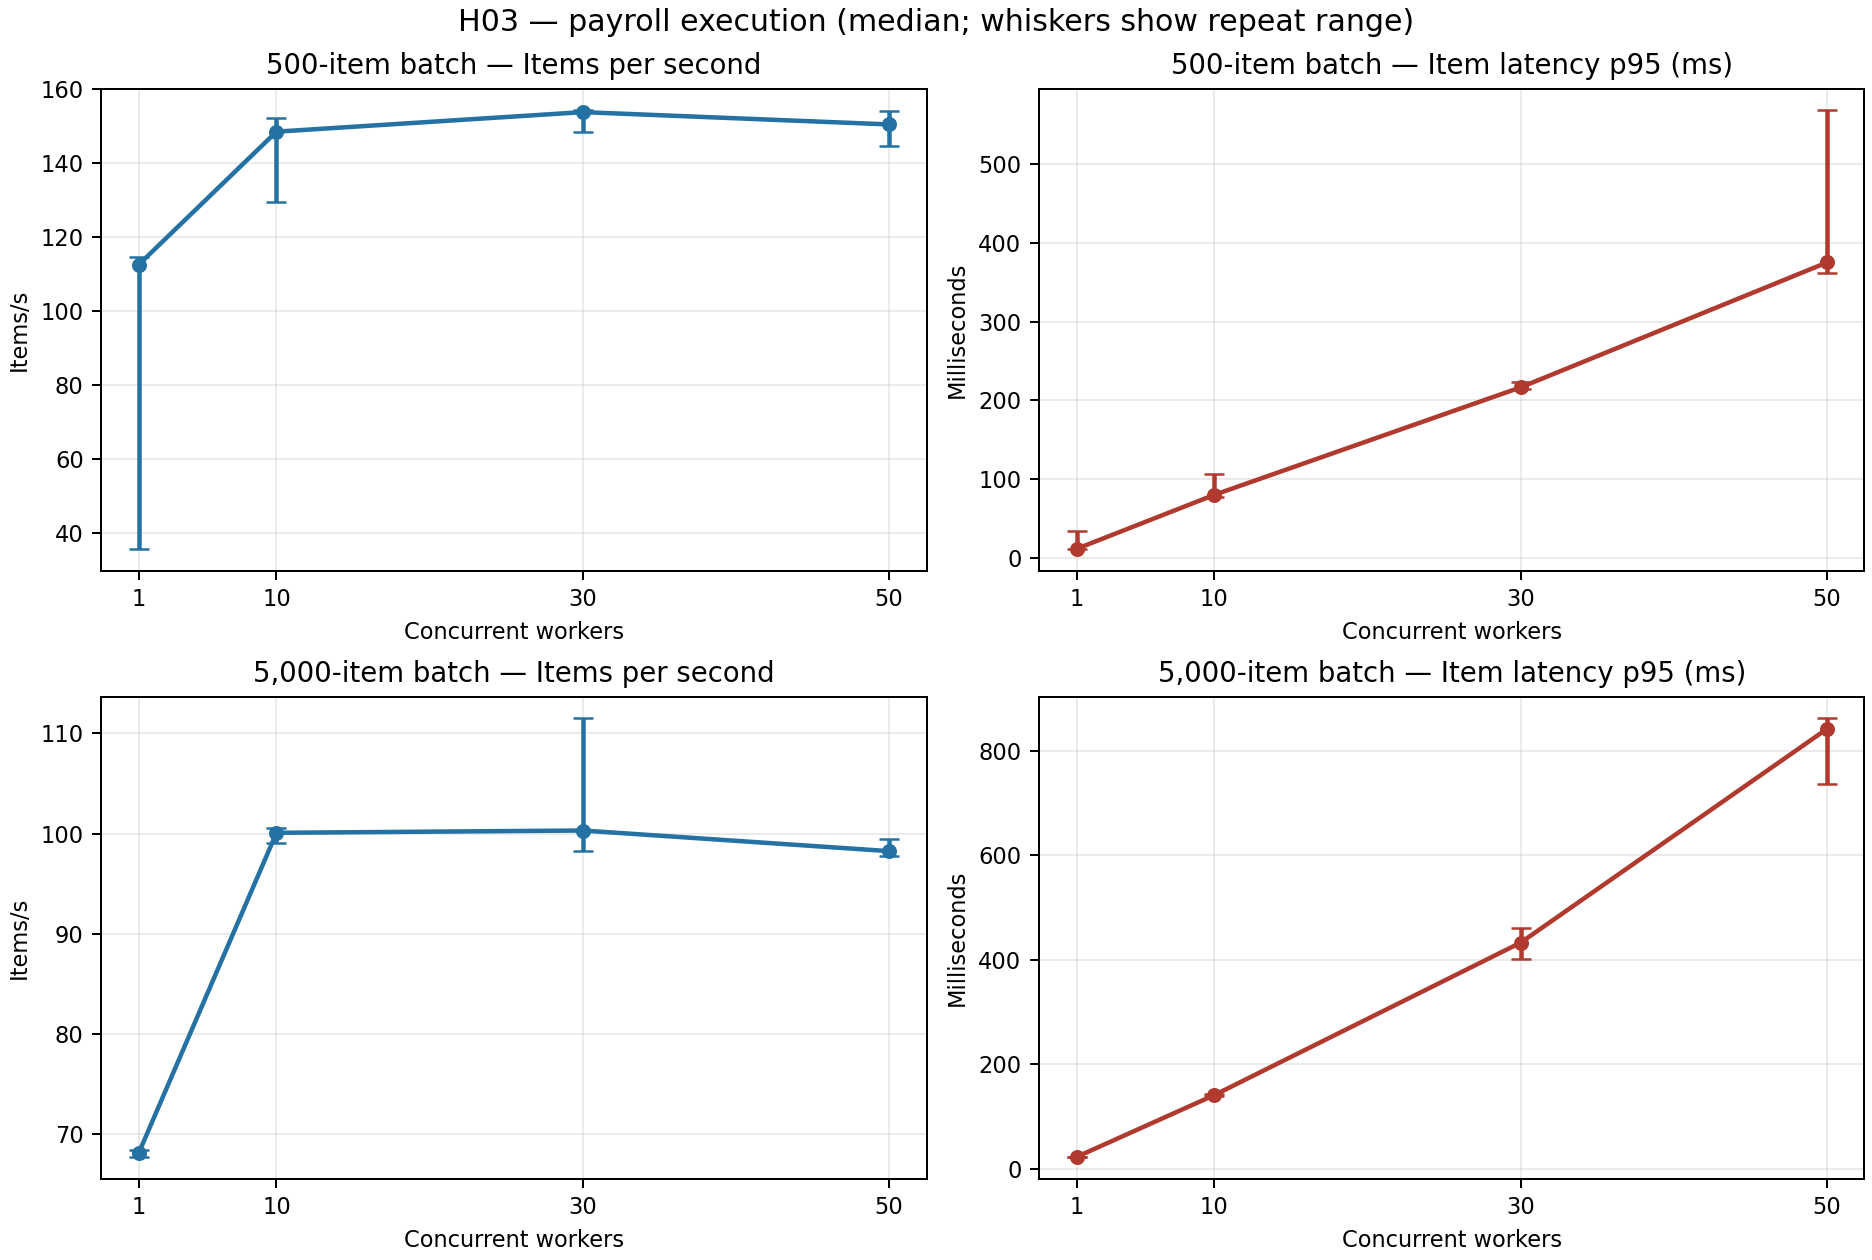 H03 — payroll execution (median; whiskers show repeat range)
500-item batch — Items per second
160
140
120
100
80
60
40
Items/s
1 10 30 50
Concurrent workers
500-item batch — Item latency p95 (ms)
500
400
300
200
100
0
Milliseconds
1 10 30 50
Concurrent workers
5,000-item batch — Items per second
110
100
90
80
70
Items/s
1 10 30 50
Concurrent workers
5,000-item batch — Item latency p95 (ms)
800
600
400
200
0
Milliseconds
1 10 30 50
Concurrent workers